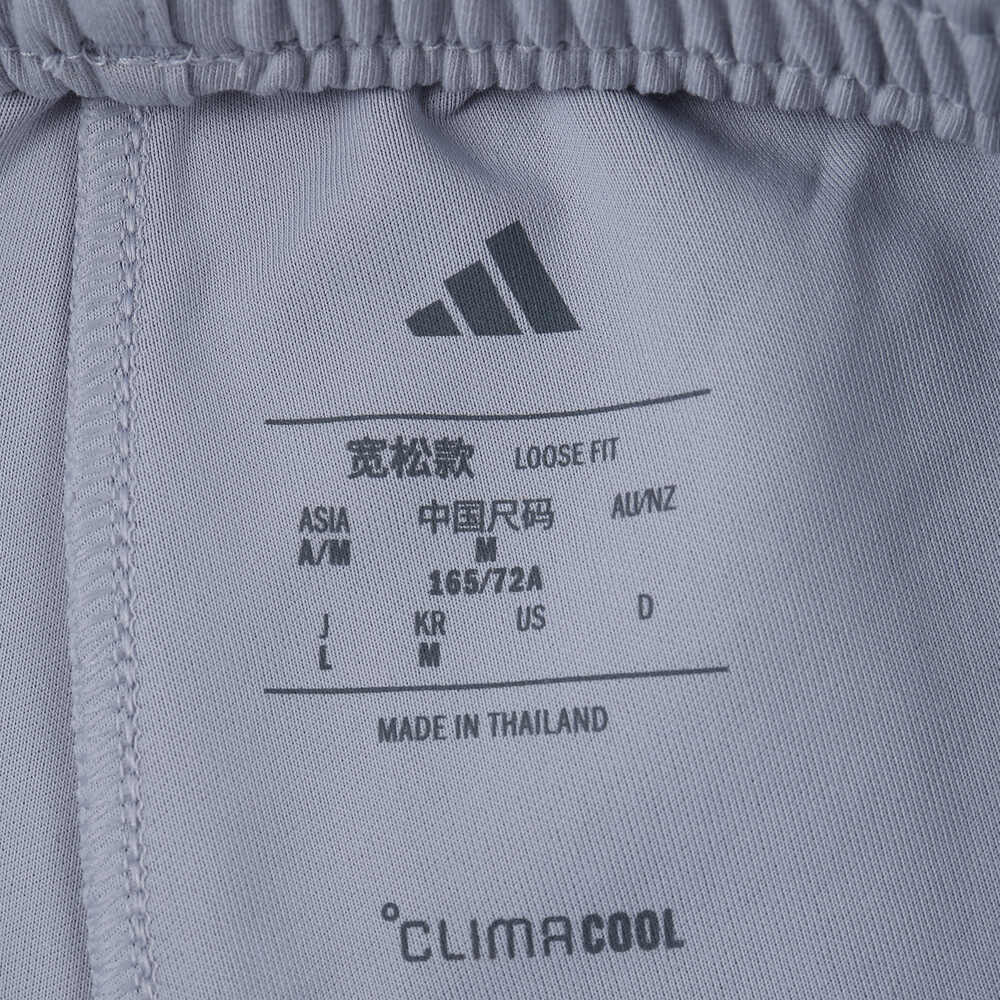 宽松款 LOOSE FIT
ASIA 中国尺码 AU/NZ
A/M M
165/72A
J KR US D
L M
MADE IN THAILAND
°CLIMACOOL